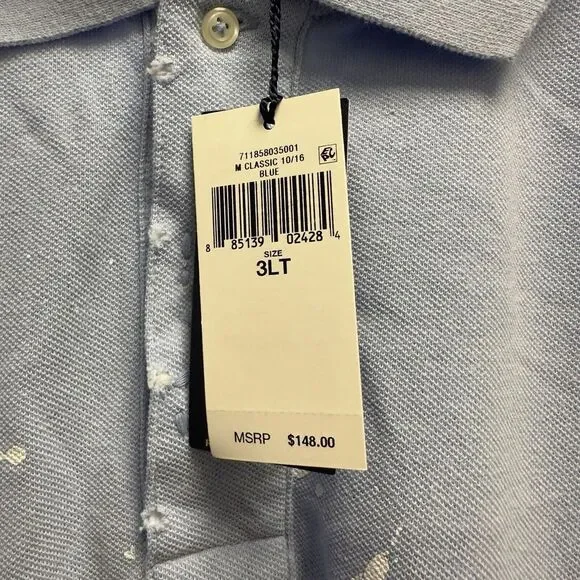 711858035001
M CLASSIC 10/16
BLUE
8 85139 02428 4
SIZE
3LT
MSRP $148.00